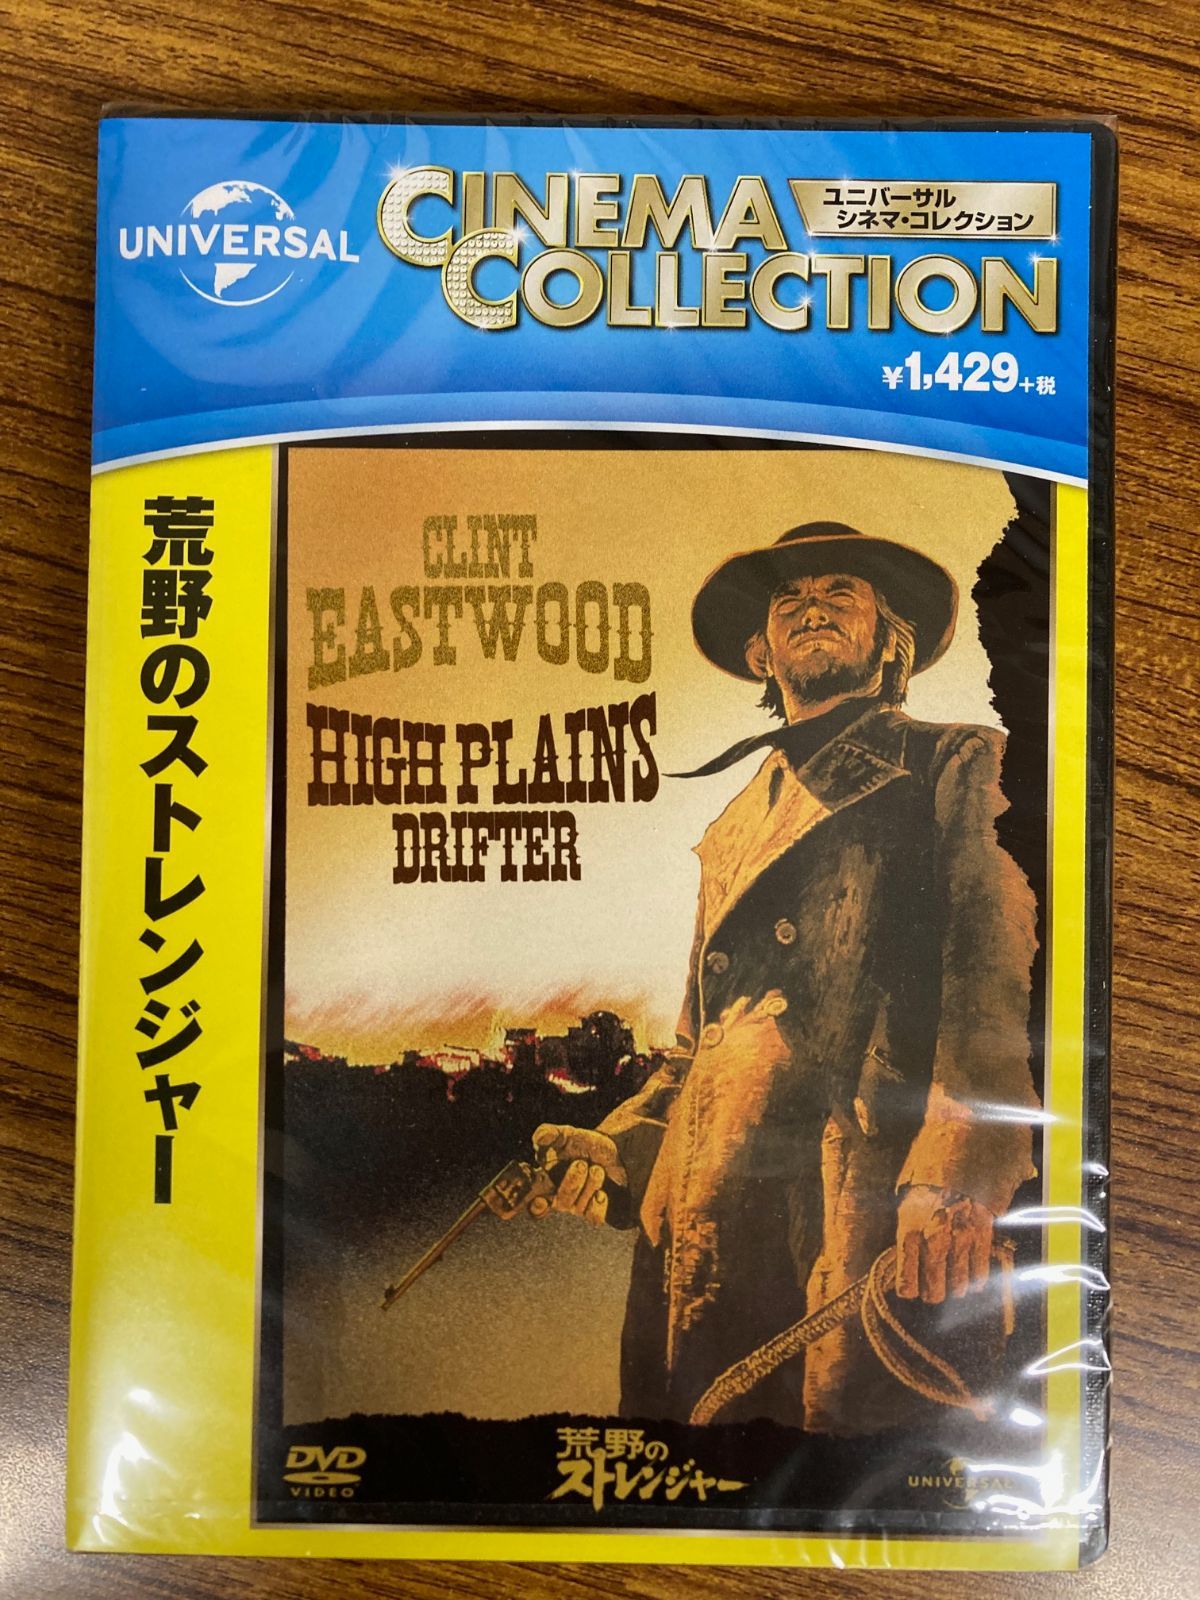 UNIVERSAL
CINEMA
COLLECTION
ユニバーサル
シネマ・コレクション
¥1,429+税
荒野のストレンジャー
CLINT
EASTWOOD
HIGH PLAINS
DRIFTER
DVD
VIDEO
荒野の
ストレンジャー
UNIVERSAL